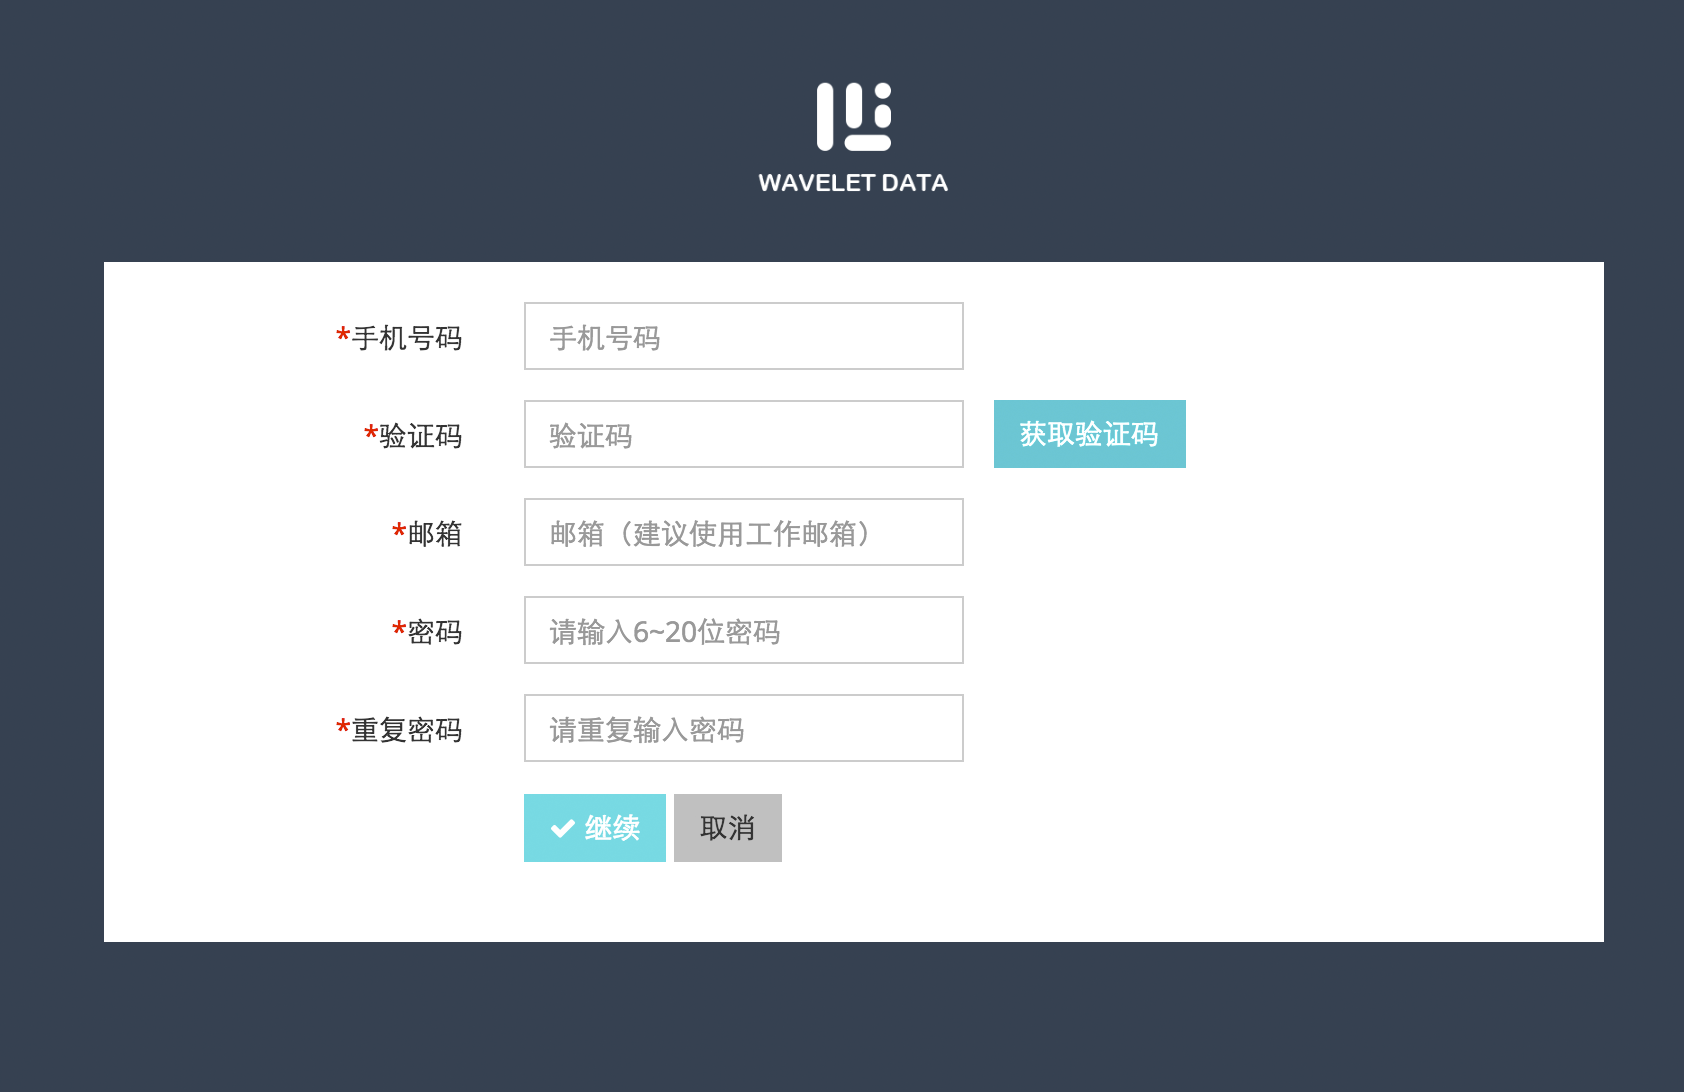 WAVELET DATA
*手机号码 手机号码
*验证码 验证码 获取验证码
*邮箱 邮箱（建议使用工作邮箱）
*密码 请输入6~20位密码
*重复密码 请重复输入密码
继续 取消